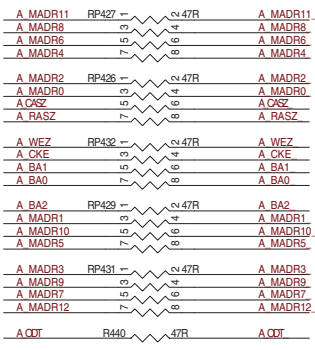 A_MADR11 RP427 1 2 47R A_MADR11_
A_MADR8 3 4 A_MADR8_
A_MADR6 5 6 A_MADR6_
A_MADR4 7 8 A_MADR4_
A_MADR2 RP426 1 2 47R A_MADR2_
A_MADR0 3 4 A_MADR0_
A_CASZ 5 6 A_CASZ_
A_RASZ 7 8 A_RASZ_
A_WEZ RP432 1 2 47R A_WEZ_
A_CKE 3 4 A_CKE_
A_BA1 5 6 A_BA1_
A_BA0 7 8 A_BA0_
A_BA2 RP429 1 2 47R A_BA2_
A_MADR1 3 4 A_MADR1_
A_MADR10 5 6 A_MADR10_
A_MADR5 7 8 A_MADR5_
A_MADR3 RP431 1 2 47R A_MADR3_
A_MADR9 3 4 A_MADR9_
A_MADR7 5 6 A_MADR7_
A_MADR12 7 8 A_MADR12_
A_ODT R440 47R A_ODT_